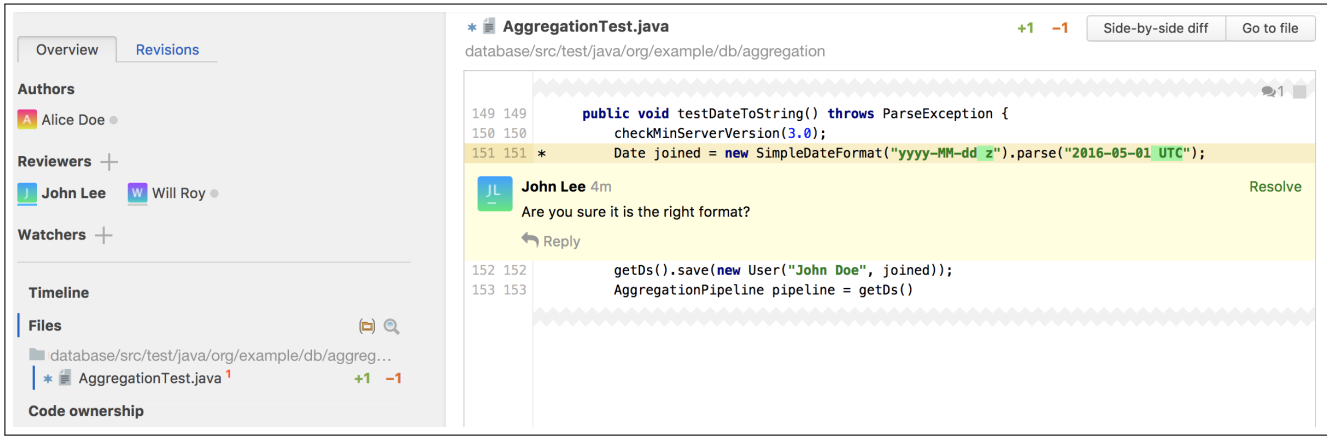 Overview Revisions
Authors
A Alice Doe
Reviewers
J John Lee W Will Roy
Watchers
Timeline
Files
database/src/test/java/org/example/db/aggreg...
* AggregationTest.java 1 +1 −1
Code ownership
* AggregationTest.java +1 −1 Side-by-side diff Go to file
database/src/test/java/org/example/db/aggregation
1
149 149 public void testDateToString() throws ParseException {
150 150 checkMinServerVersion(3.0);
151 151 * Date joined = new SimpleDateFormat("yyyy-MM-dd z").parse("2016-05-01 UTC");
JL John Lee 4m Resolve
Are you sure it is the right format?
Reply
152 152 getDs().save(new User("John Doe", joined));
153 153 AggregationPipeline pipeline = getDs()